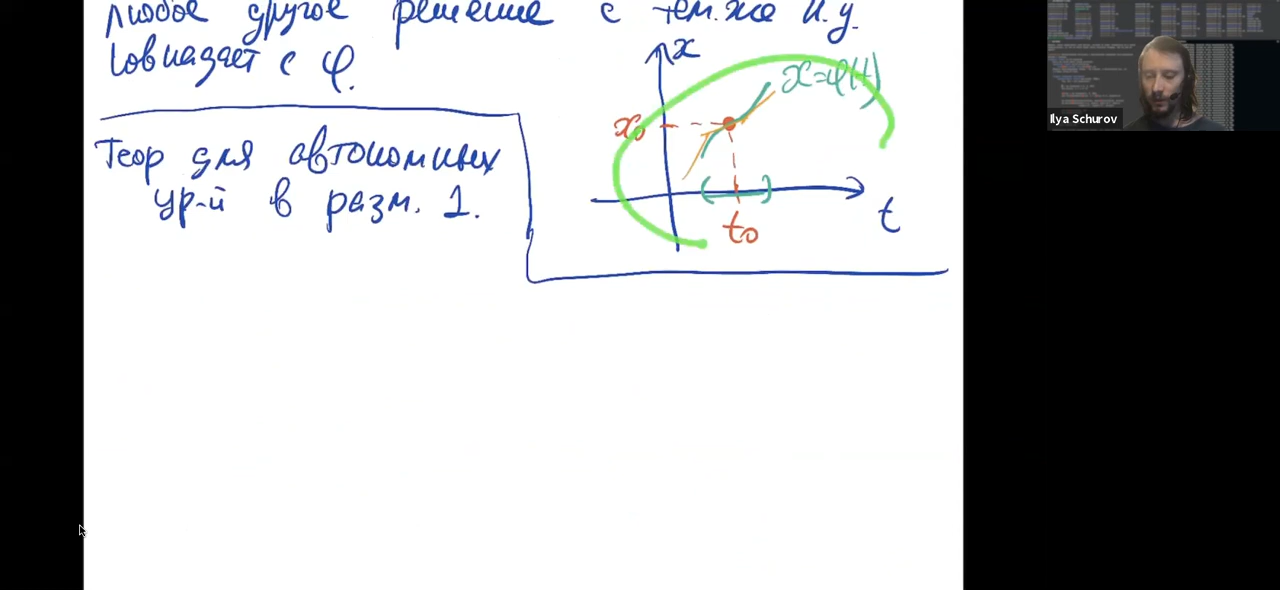 любое другое решение с тем.же н.у.
совпадает с φ.
x
x=φ(t)
x₀
t₀
t
Теор для автономных
ур-й в разм. 1.
Ilya Schurov